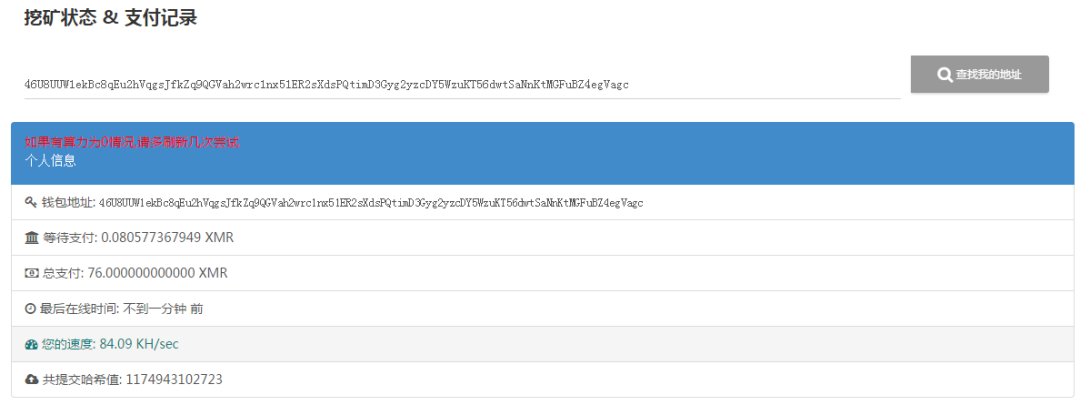 挖矿状态 & 支付记录
46U8UUW1ekBc8qEu2hVqgsJfkZq9QGVah2wrc1nx51ER2sXdsPQtimD3Gyg2yzcDY5WzuKT56dwtSaNnKtMGFuBZ4egVagc
查找我的地址
如果有算力为0情况 请多刷新几次尝试
个人信息
钱包地址: 46U8UUW1ekBc8qEu2hVqgsJfkZq9QGVah2wrc1nx51ER2sXdsPQtimD3Gyg2yzcDY5WzuKT56dwtSaNnKtMGFuBZ4egVagc
等待支付: 0.080577367949 XMR
总支付: 76.000000000000 XMR
最后在线时间: 不到一分钟 前
您的速度: 84.09 KH/sec
共提交哈希值: 1174943102723